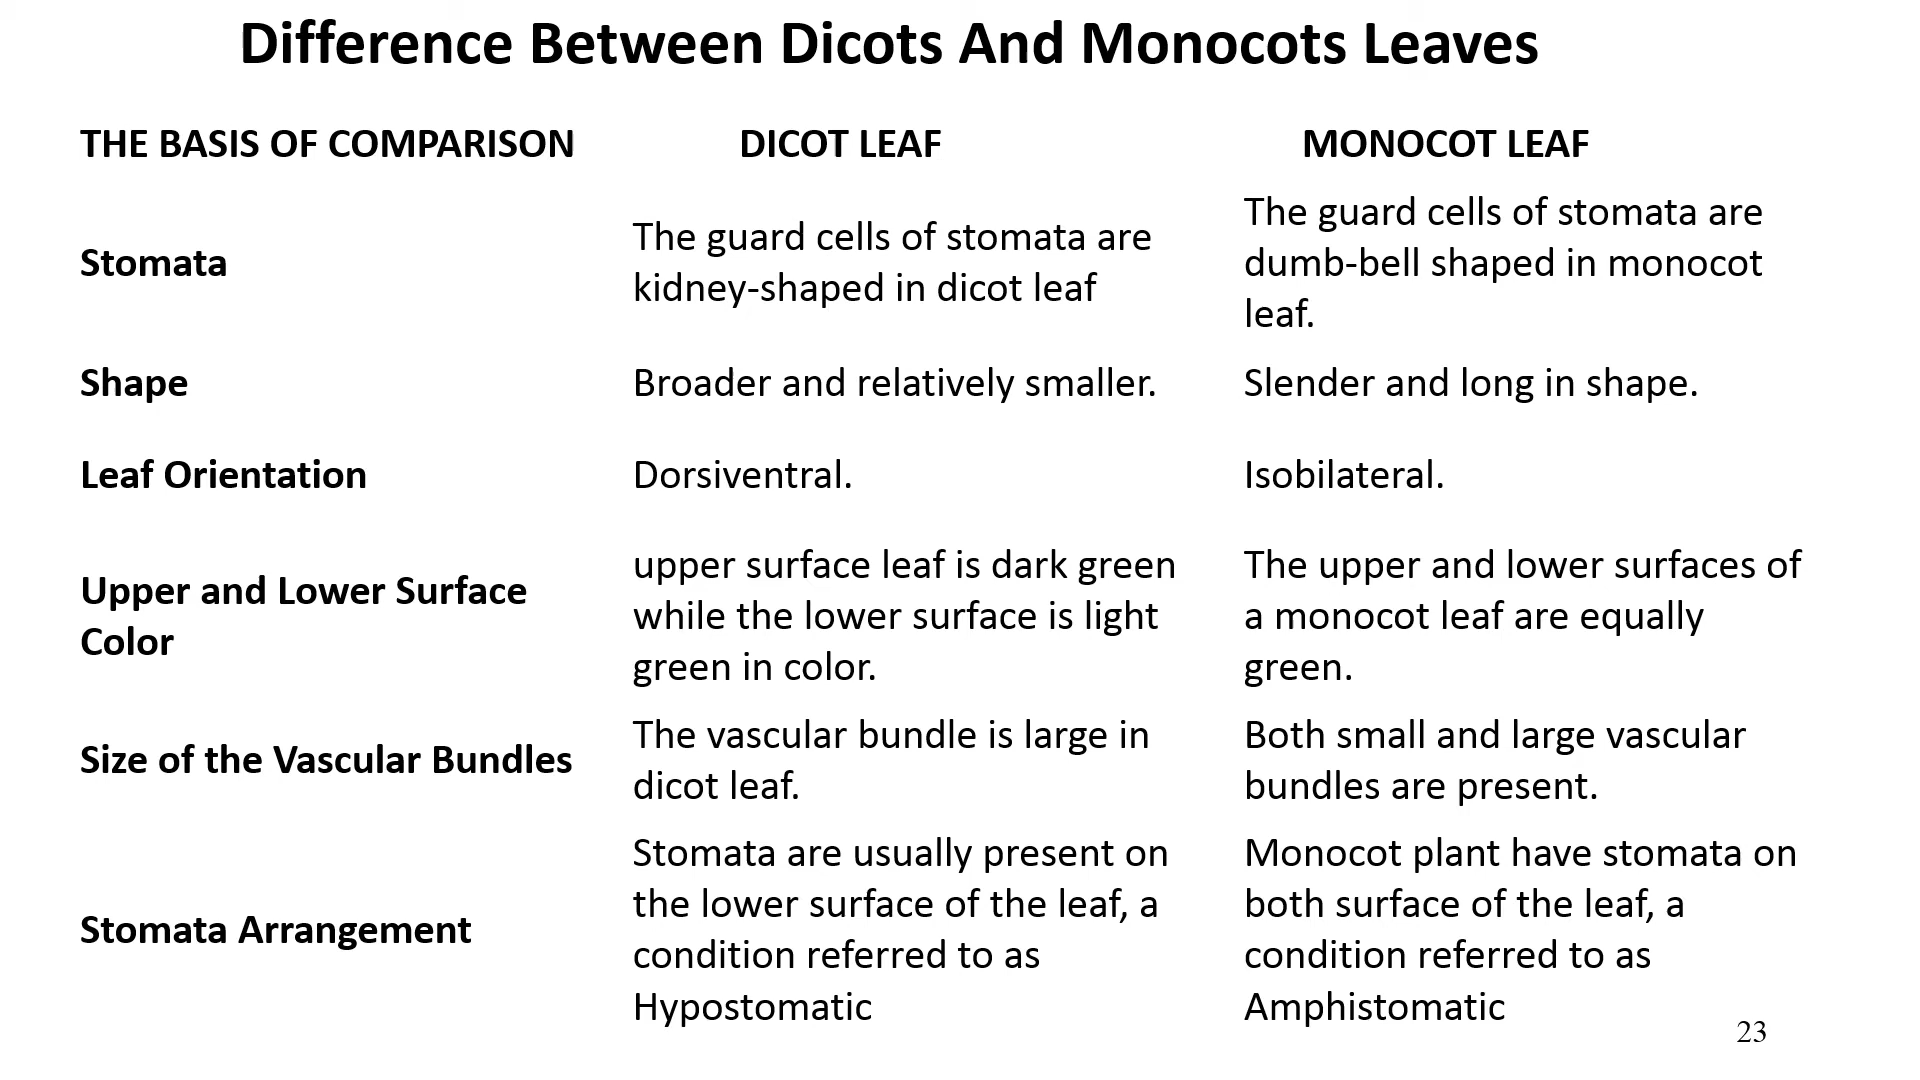 Difference Between Dicots And Monocots Leaves
THE BASIS OF COMPARISON
DICOT LEAF
MONOCOT LEAF
Stomata
The guard cells of stomata are
kidney-shaped in dicot leaf
The guard cells of stomata are
dumb-bell shaped in monocot
leaf.
Shape
Broader and relatively smaller.
Slender and long in shape.
Leaf Orientation
Dorsiventral.
Isobilateral.
Upper and Lower Surface
Color
upper surface leaf is dark green
while the lower surface is light
green in color.
The upper and lower surfaces of
a monocot leaf are equally
green.
Size of the Vascular Bundles
The vascular bundle is large in
dicot leaf.
Both small and large vascular
bundles are present.
Stomata Arrangement
Stomata are usually present on
the lower surface of the leaf, a
condition referred to as
Hypostomatic
Monocot plant have stomata on
both surface of the leaf, a
condition referred to as
Amphistomatic
23